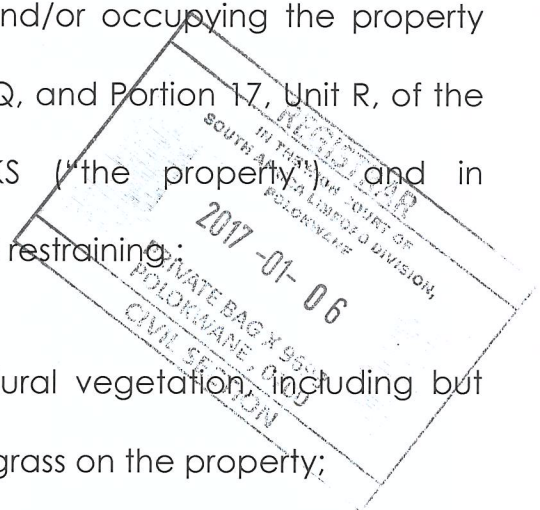 nd/or occupying the property
Q, and Portion 17, Unit R, of the
KS ("the property") and in
restraining :
ural vegetation, including but
grass on the property;
REGISTRAR
IN THE HIGH COURT OF
SOUTH AFRICA LIMPOPO DIVISION,
POLOKWANE
2017 -01- 06
PRIVATE BAG X
POLOKWANE, 0700
CIVIL SECTION